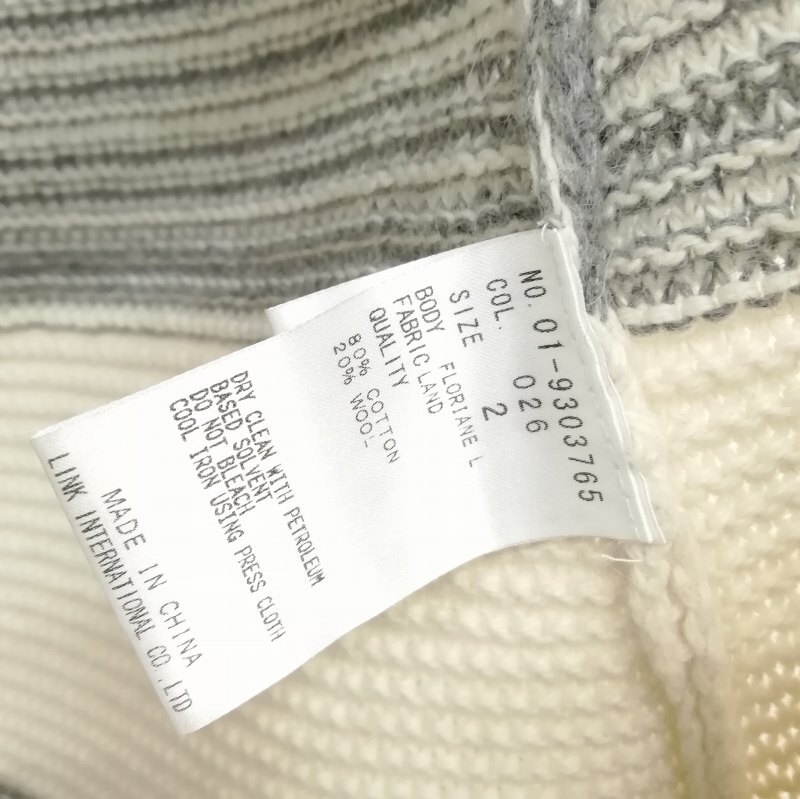 NO. 01-9303765
COL. 026
SIZE 2
BODY FLORIANE L
FABRIC LAND
QUALITY
80% COTTON
20% WOOL
DRY CLEAN WITH PETROLEUM
BASED SOLVENT
DO NOT BLEACH
COOL IRON USING PRESS CLOTH
MADE IN CHINA
LINK INTERNATIONAL CO.,LTD